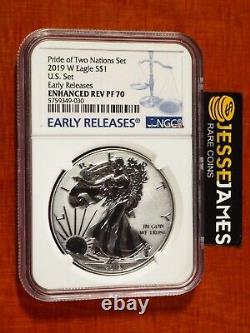 Pride of Two Nations Set
2019 W Eagle S$1
U.S. Set
Early Releases
ENHANCED REV PF 70
5759349-030
EARLY RELEASES®
NGC
LIBERTY
IN GOD
WE TRUST
JESSE JAMES
RARE COINS